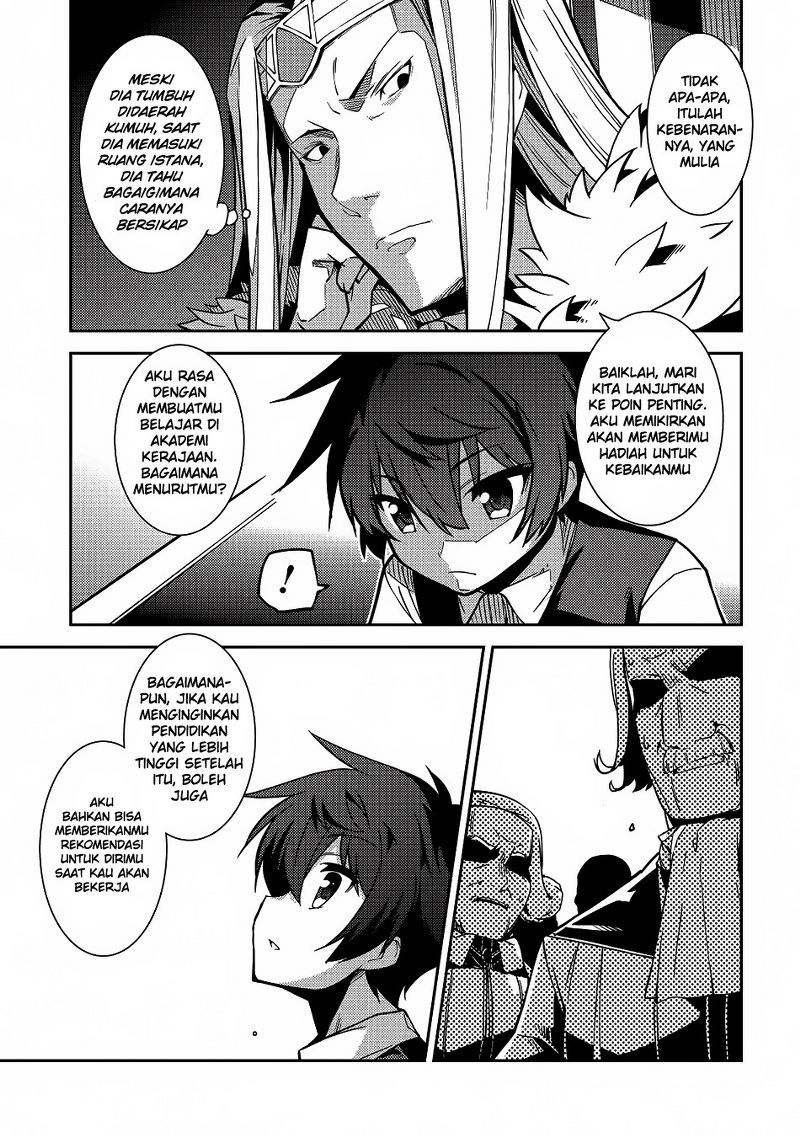 TIDAK
APA-APA,
ITULAH
KEBENARAN-
NYA, YANG
MULIA
MESKI
DIA TUMBUH
DIDAERAH
KUMUH, SAAT
DIA MEMASUKI
RUANG ISTANA,
DIA TAHU
BAGAIGIMANA
CARANYA
BERSIKAP
BAIKLAH, MARI
KITA LANJUTKAN
KE POIN PENTING.
AKU MEMIKIRKAN
AKAN MEMBERIMU
HADIAH UNTUK
KEBAIKANMU
AKU RASA
DENGAN
MEMBUATMU
BELAJAR DI
AKADEMI
KERAJAAN.
BAGAIMANA
MENURUTMU?
!
BAGAIMANA-
PUN, JIKA KAU
MENGINGINKAN
PENDIDIKAN
YANG LEBIH
TINGGI SETELAH
ITU, BOLEH
JUGA
AKU
BAHKAN BISA
MEMBERIKANMU
REKOMENDASI
UNTUK DIRIMU
SAAT KAU AKAN
BEKERJA